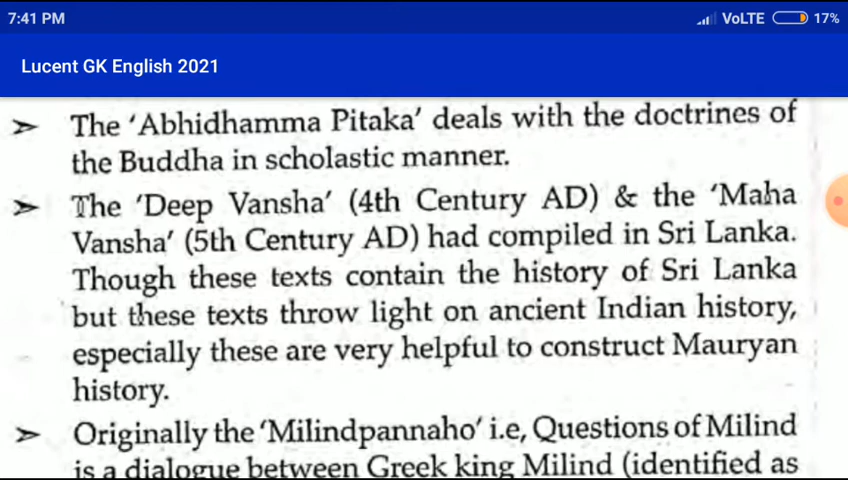 7:41 PM VoLTE 17%
Lucent GK English 2021
➢ The 'Abhidhamma Pitaka' deals with the doctrines of
the Buddha in scholastic manner.
➢ The 'Deep Vansha' (4th Century AD) & the 'Maha
Vansha' (5th Century AD) had compiled in Sri Lanka.
Though these texts contain the history of Sri Lanka
but these texts throw light on ancient Indian history,
especially these are very helpful to construct Mauryan
history.
➢ Originally the 'Milindpannaho' i.e, Questions of Milind
is a dialogue between Greek king Milind (identified as